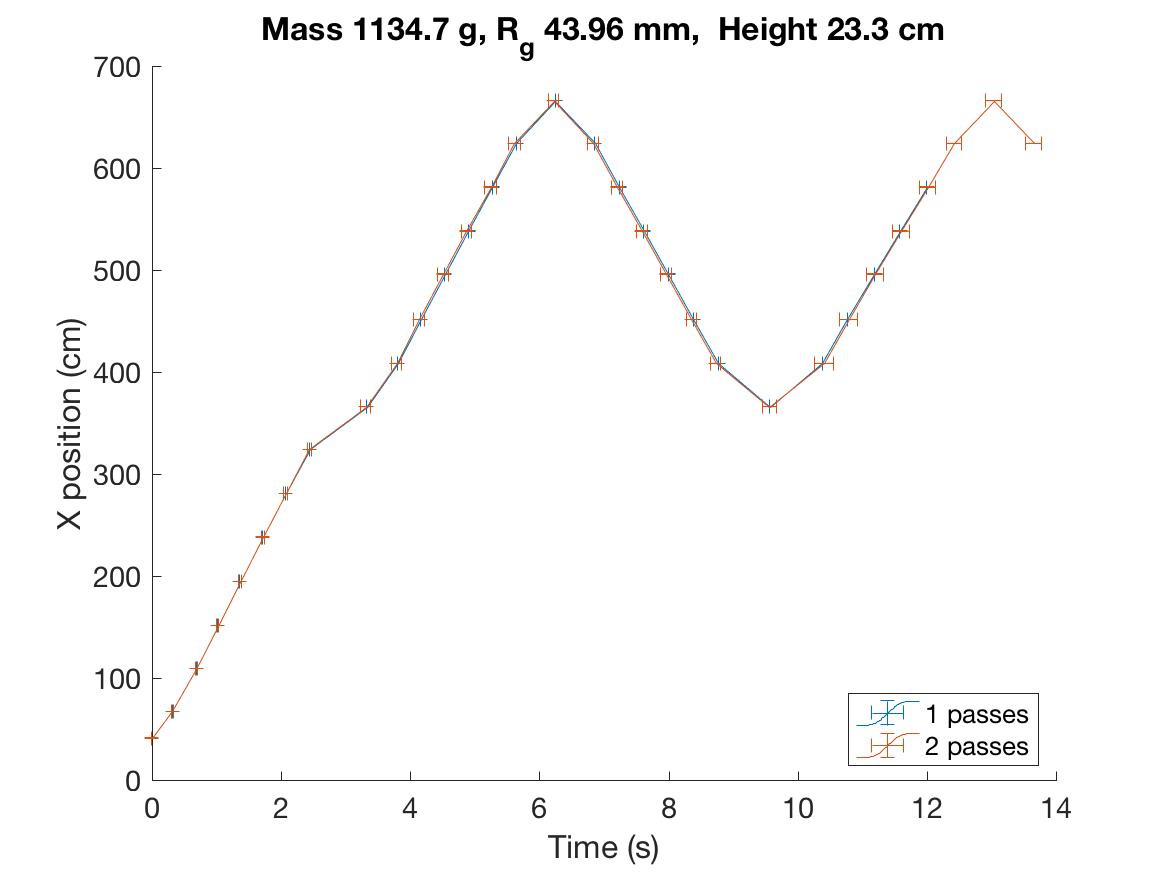 Mass 1134.7 g, Rg 43.96 mm, Height 23.3 cm
700
600
500
400
300
200
100
0
X position (cm)
0 2 4 6 8 10 12 14
Time (s)
1 passes
2 passes